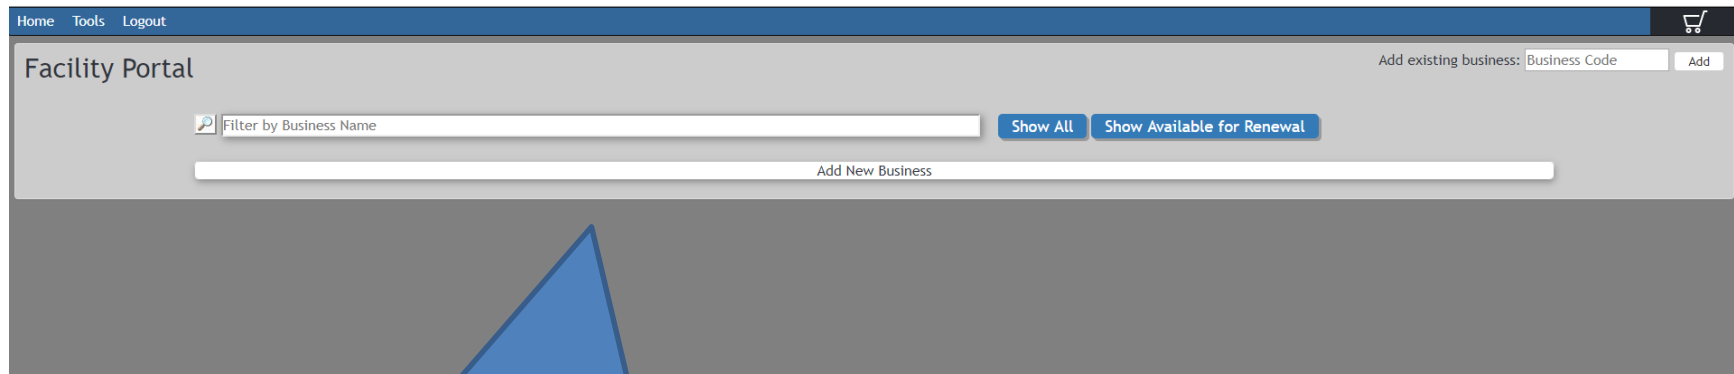 Home Tools Logout
Facility Portal
Add existing business: Business Code Add
Filter by Business Name Show All Show Available for Renewal
Add New Business